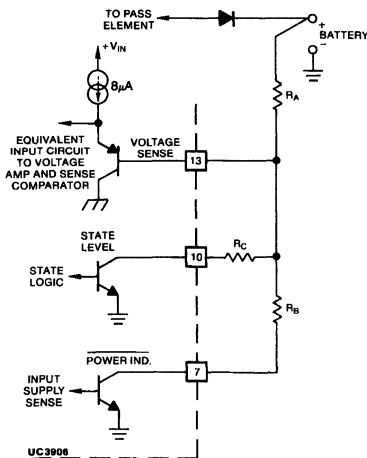 TO PASS
ELEMENT
+
BATTERY
−
+VIN
8μA
RA
EQUIVALENT
INPUT CIRCUIT
TO VOLTAGE
AMP AND SENSE
COMPARATOR
VOLTAGE
SENSE
13
STATE
LEVEL
10
RC
STATE
LOGIC
RB
POWER IND.
7
INPUT
SUPPLY
SENSE
UC3906